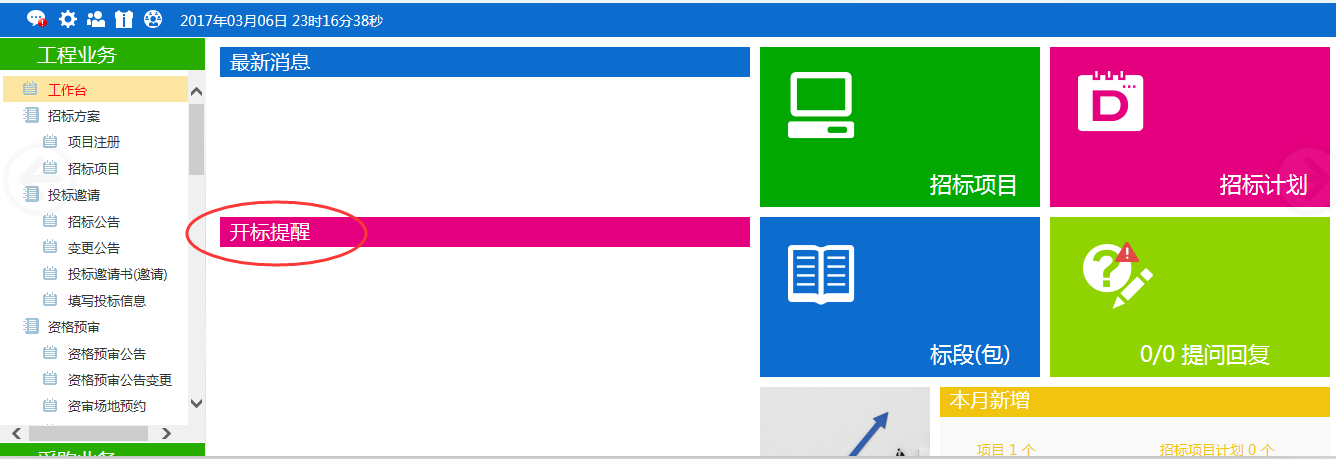 2017年03月06日 23时16分38秒
工程业务
工作台
招标方案
项目注册
招标项目
投标邀请
招标公告
变更公告
投标邀请书(邀请)
填写投标信息
资格预审
资格预审公告
资格预审公告变更
资审场地预约
采购业务
最新消息
开标提醒
招标项目
D
招标计划
标段(包)
0/0 提问回复
本月新增
项目 1 个
招标项目计划 0 个